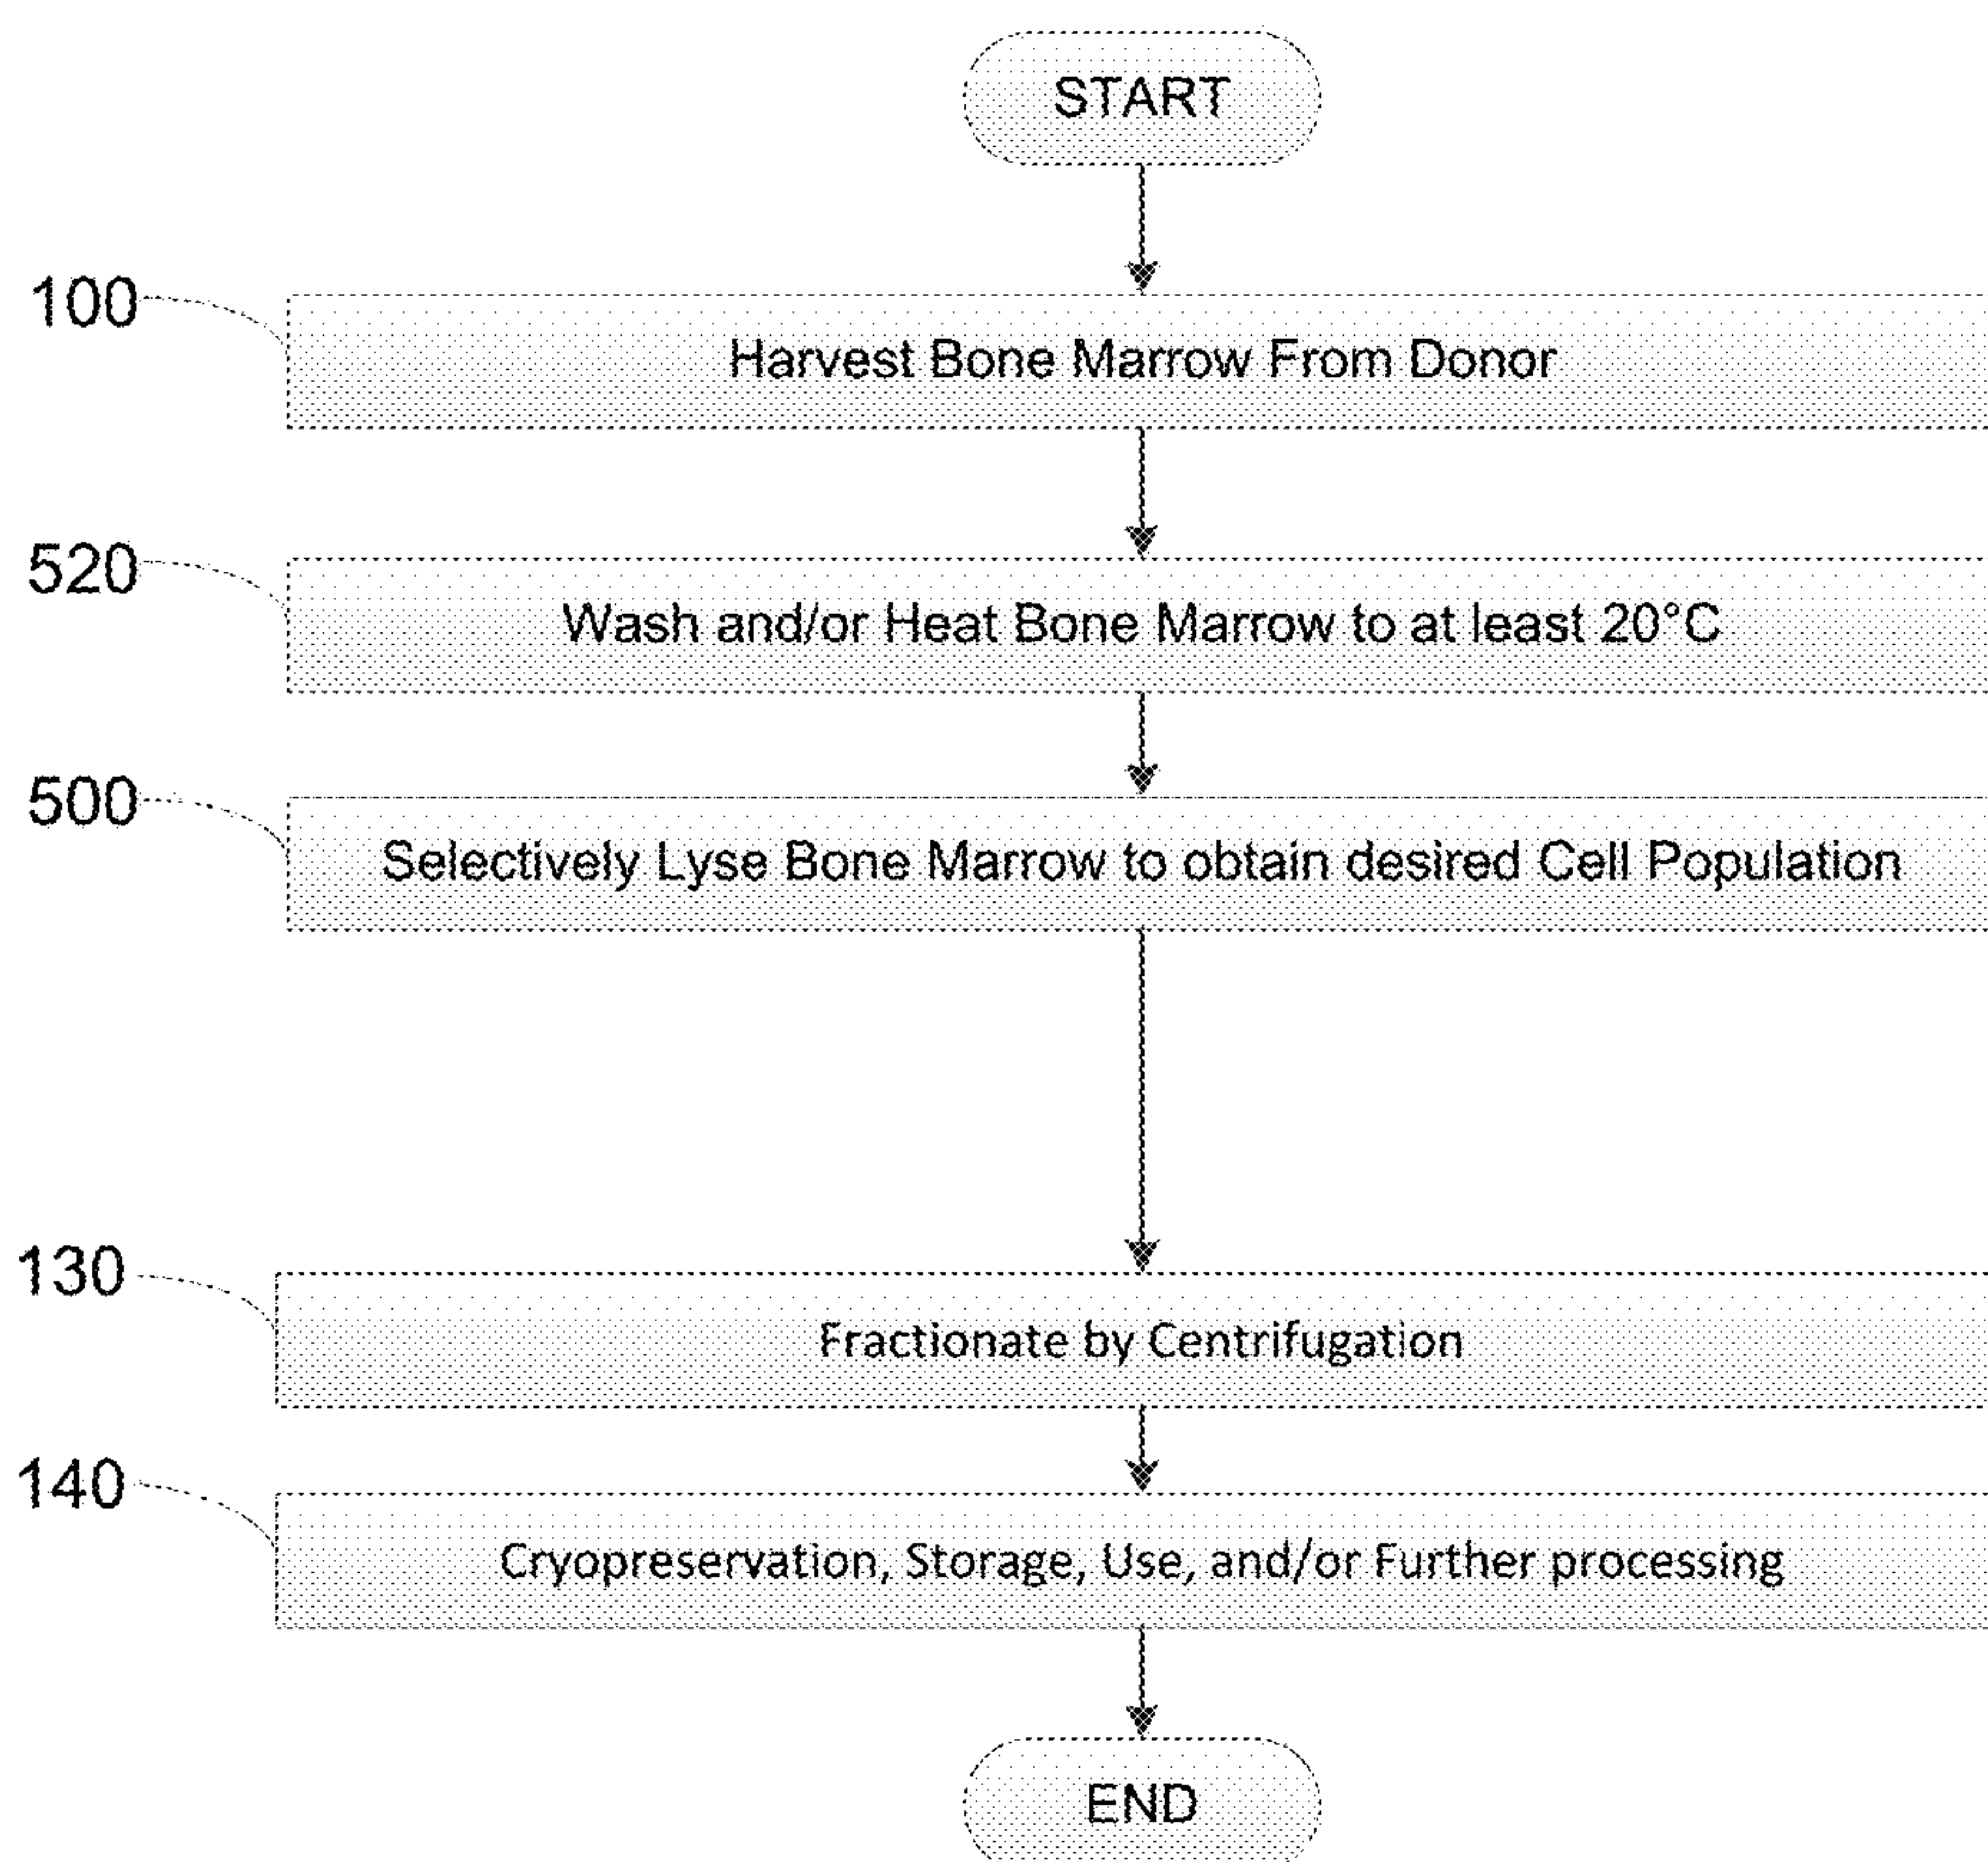 START
100
Harvest Bone Marrow From Donor
520
Wash and/or Heat Bone Marrow to at least 20°C
500
Selectively Lyse Bone Marrow to obtain desired Cell Population
130
Fractionate by Centrifugation
140
Cryopreservation, Storage, Use, and/or Further processing
END